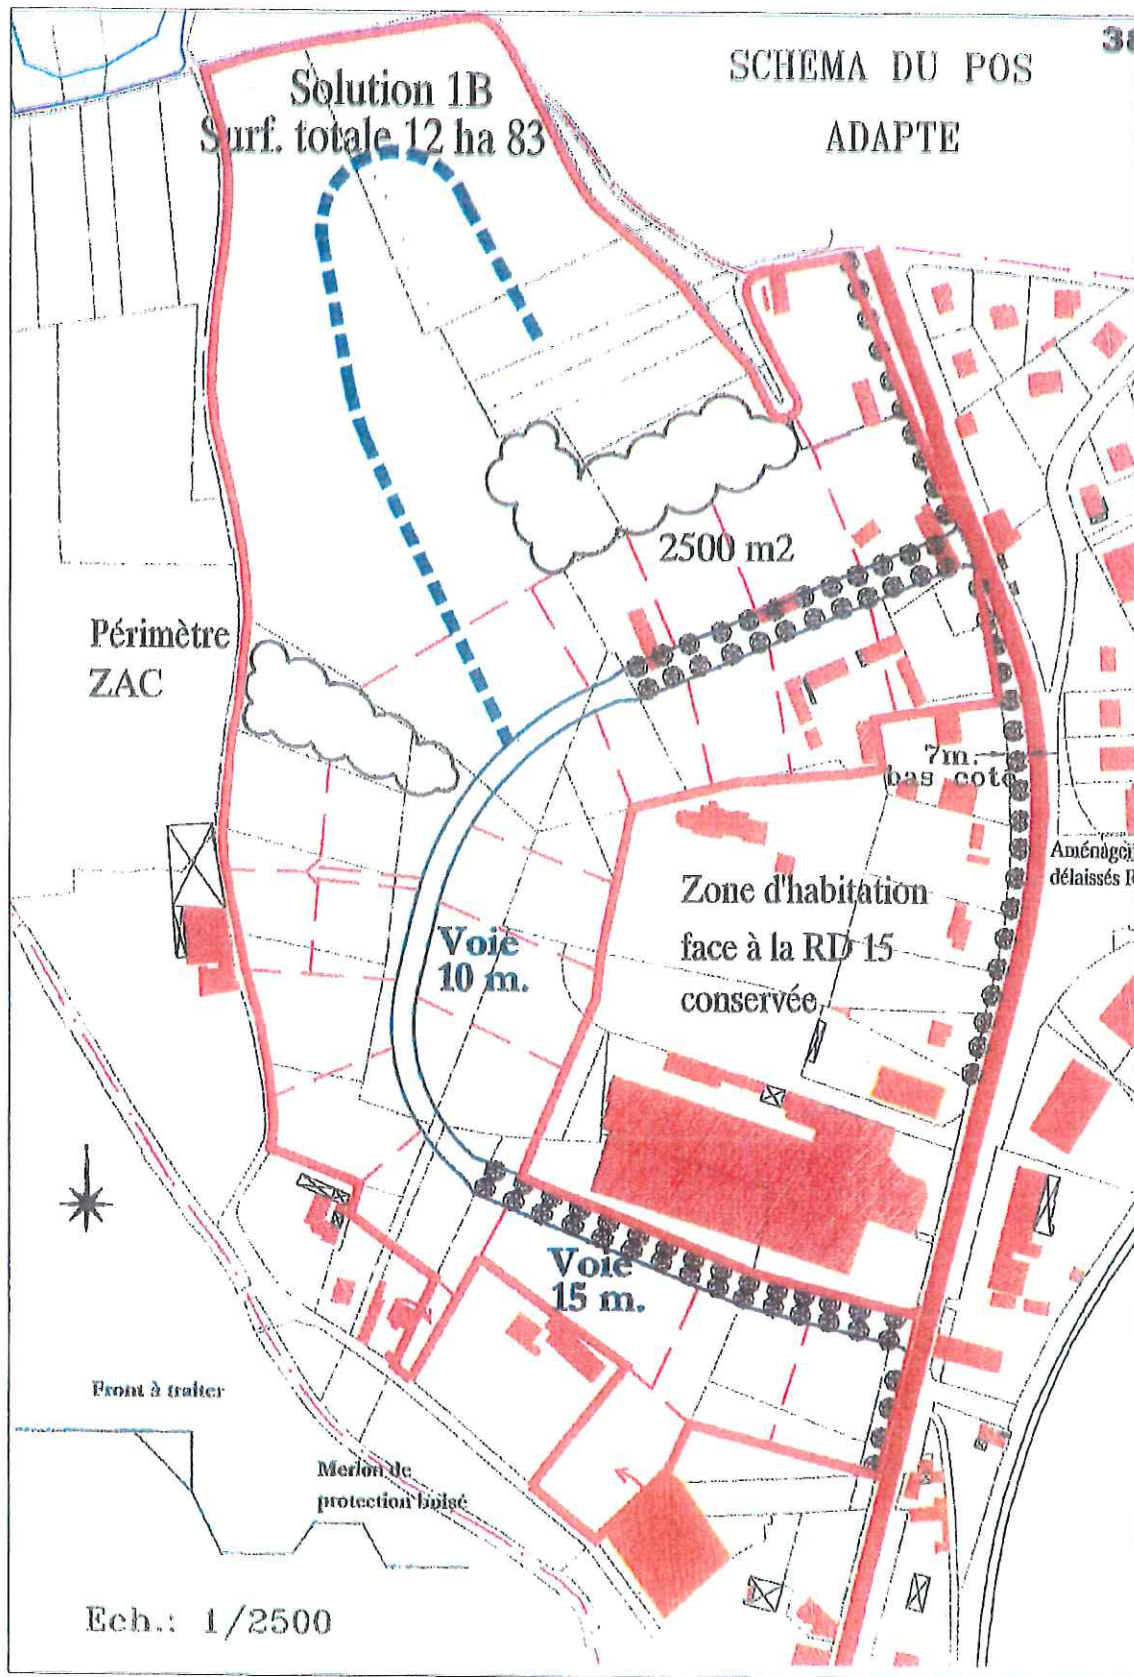 38
SCHEMA DU POS
ADAPTE
Solution 1B
Surf. totale 12 ha 83
2500 m2
Périmètre
ZAC
7m.
bas coté
Zone d'habitation
face à la RD 15
conservée
délaissés
Voie
10 m.
Voie
15 m.
Front à traiter
Merlon de
protection boisé
Ech.: 1/2500